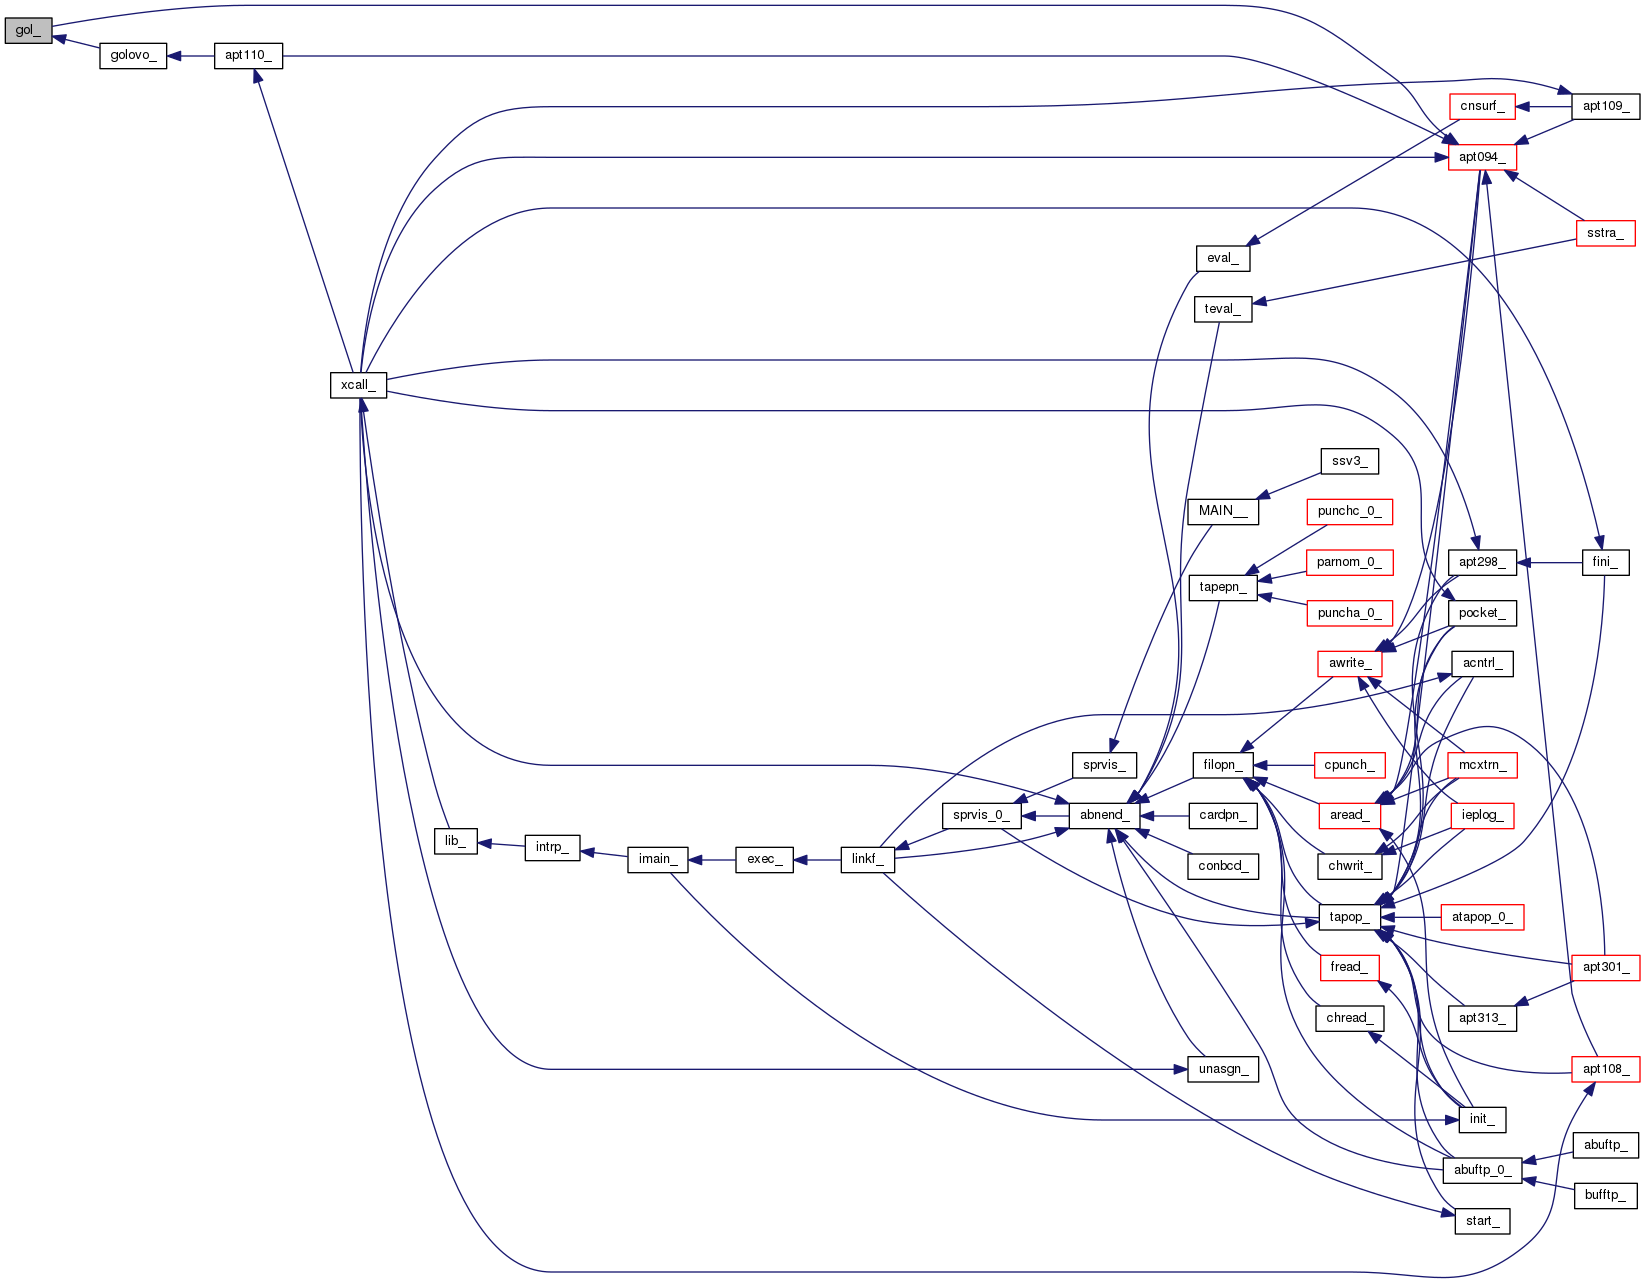 gol_
golovo_
apt110_
cnsurf_
apt109_
apt094_
sstra_
eval_
teval_
xcall_
ssv3_
MAIN__
punchc_0_
apt298_
fini_
parnom_0_
tapepn_
puncha_0_
pocket_
awrite_
acntrl_
sprvis_
filopn_
cpunch_
mcxtrn_
sprvis_0_
abnend_
cardpn_
aread_
ieplog_
lib_
intrp_
imain_
exec_
linkf_
conbcd_
chwrit_
tapop_
atapop_0_
fread_
apt301_
chread_
apt313_
unasgn_
apt108_
init_
abuftp_
abuftp_0_
bufftp_
start_